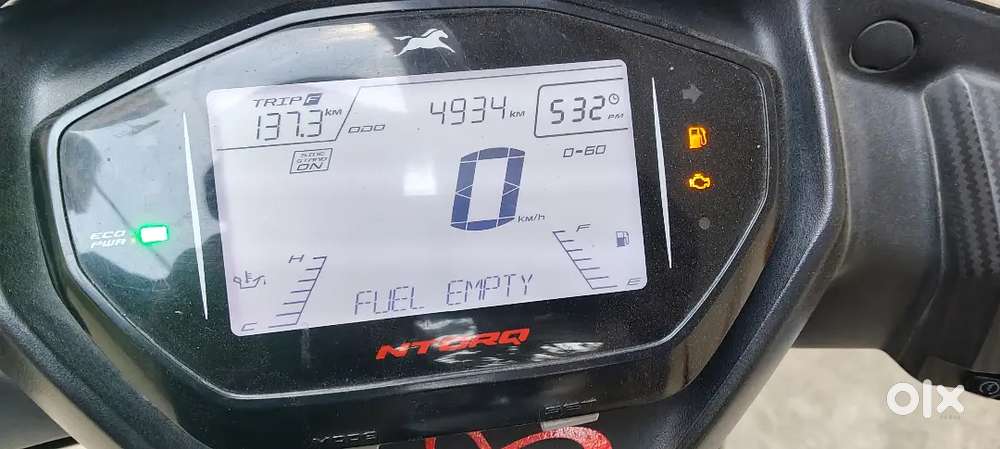 TRIP F
137.3 km
ODO
4934 km
5:32 PM
SIDE STAND ON
0-60
0
km/h
ECO
PWR
H
C
F
E
FUEL EMPTY
NTORQ
MODE
olx